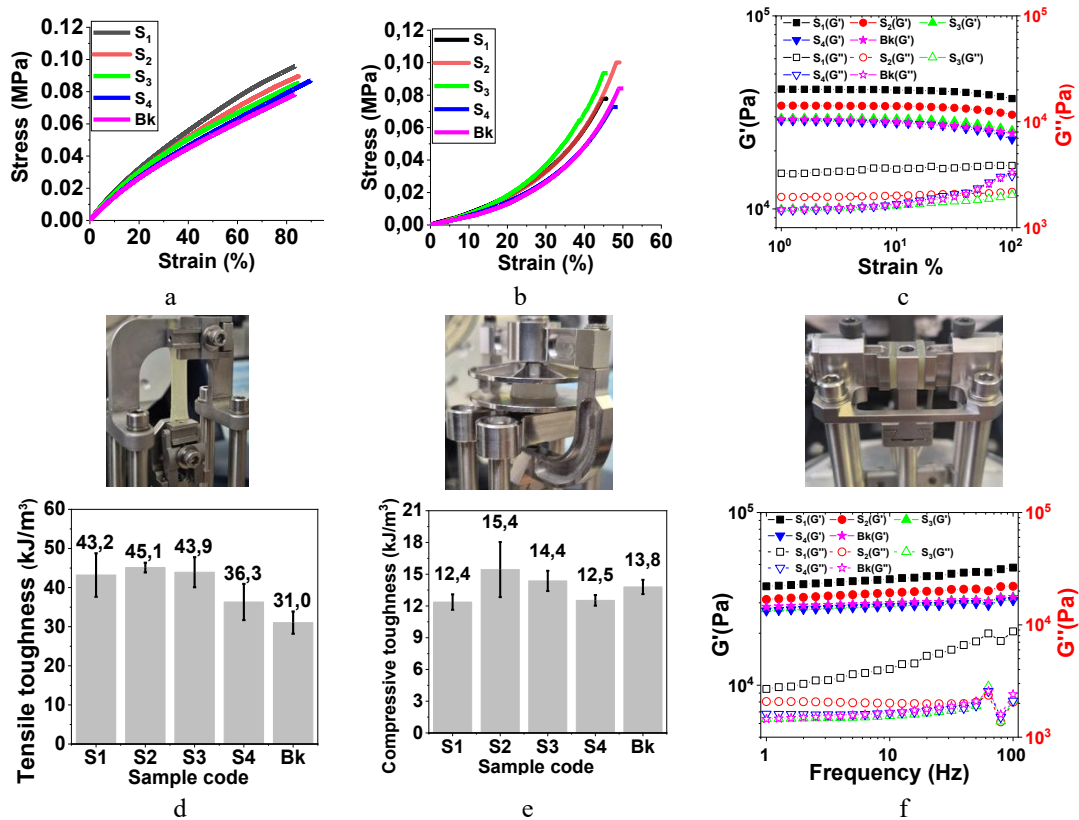 0.12
0.10
0.08
0.06
0.04
0.02
0.00
Stress (MPa)
S1
S2
S3
S4
Bk
0 20 40 60 80
Strain (%)
a
0,12
0,10
0,08
0,06
0,04
0,02
0,00
Stress (MPa)
S1
S2
S3
S4
Bk
0 10 20 30 40 50 60
Strain (%)
b
10^5
10^4
G'(Pa)
S1(G') S2(G') S3(G')
S4(G') Bk(G')
S1(G'') S2(G'') S3(G'')
S4(G'') Bk(G'')
10^5
10^4
10^3
G''(Pa)
10^0 10^1 10^2
Strain %
c
60
50
40
30
20
10
0
Tensile toughness (kJ/m³)
43,2 45,1 43,9 36,3 31,0
S1 S2 S3 S4 Bk
Sample code
d
21
18
15
12
9
6
3
0
Compressive toughness (kJ/m³)
12,4 15,4 14,4 12,5 13,8
S1 S2 S3 S4 Bk
Sample code
e
10^5
10^4
G'(Pa)
S1(G') S2(G') S3(G')
S4(G') Bk(G')
S1(G'') S2(G'') S3(G'')
S4(G'') Bk(G'')
10^5
10^4
10^3
G''(Pa)
1 10 100
Frequency (Hz)
f